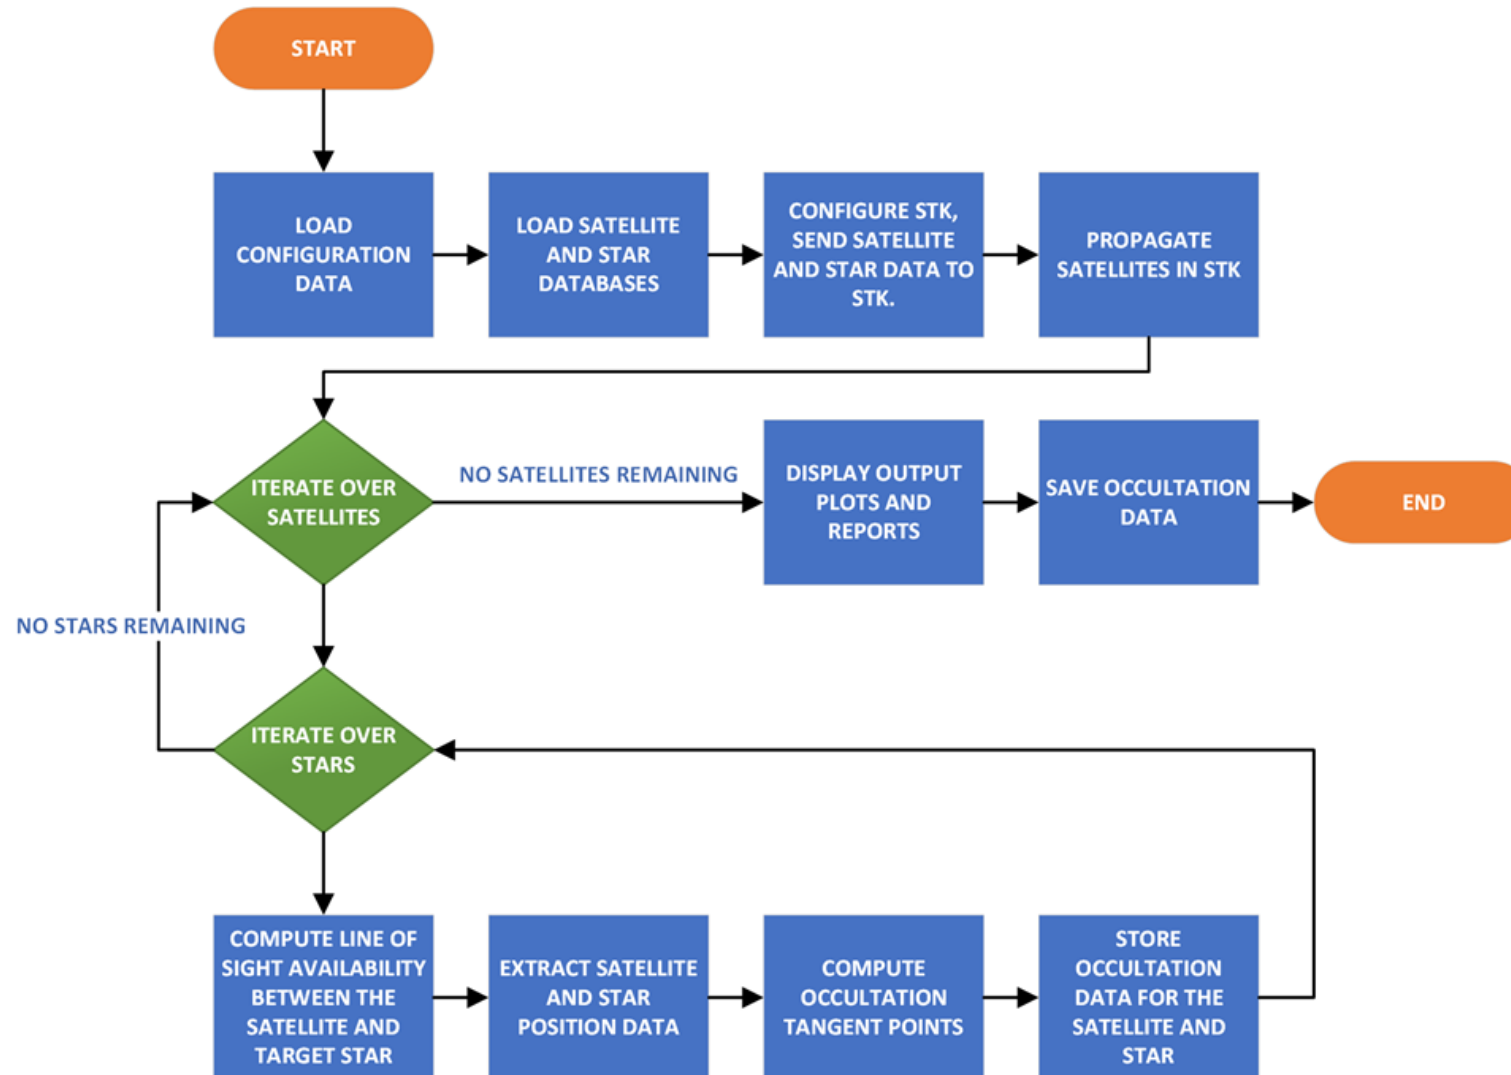 START
LOAD
CONFIGURATION
DATA
LOAD SATELLITE
AND STAR
DATABASES
CONFIGURE STK,
SEND SATELLITE
AND STAR DATA TO
STK.
PROPAGATE
SATELLITES IN STK
ITERATE OVER
SATELLITES
NO SATELLITES REMAINING
DISPLAY OUTPUT
PLOTS AND
REPORTS
SAVE OCCULTATION
DATA
END
NO STARS REMAINING
ITERATE OVER
STARS
COMPUTE LINE OF
SIGHT AVAILABILITY
BETWEEN THE
SATELLITE AND
TARGET STAR
EXTRACT SATELLITE
AND STAR
POSITION DATA
COMPUTE
OCCULTATION
TANGENT POINTS
STORE
OCCULTATION
DATA FOR THE
SATELLITE AND
STAR